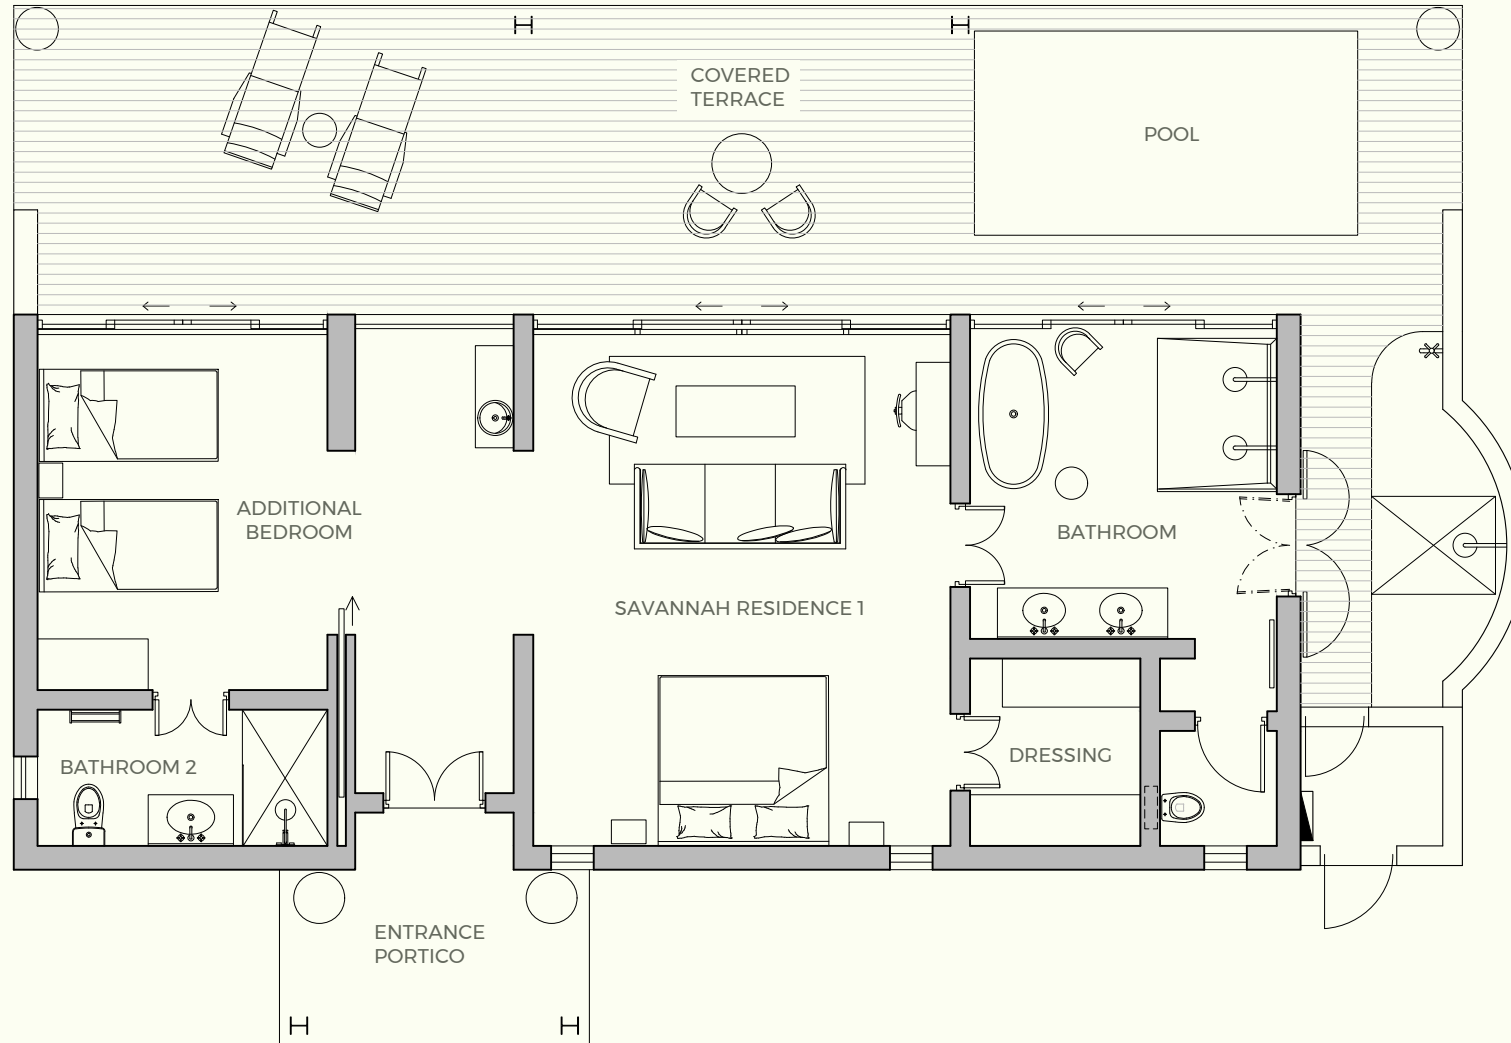 COVERED
TERRACE
POOL
ADDITIONAL
BEDROOM
BATHROOM
SAVANNAH RESIDENCE 1
BATHROOM 2
DRESSING
ENTRANCE
PORTICO